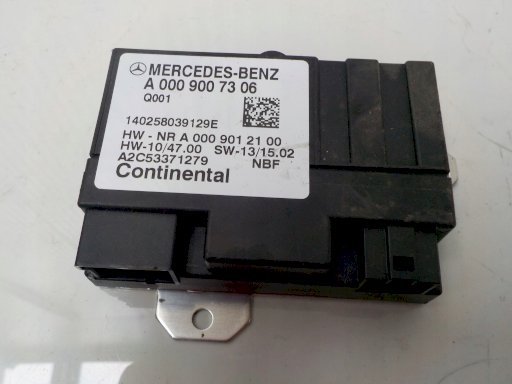 MERCEDES-BENZ
A 000 900 73 06
Q001
140258039129E
HW - NR A 000 901 21 00
HW-10/47.00 SW-13/15.02
A2C53371279 NBF
Continental